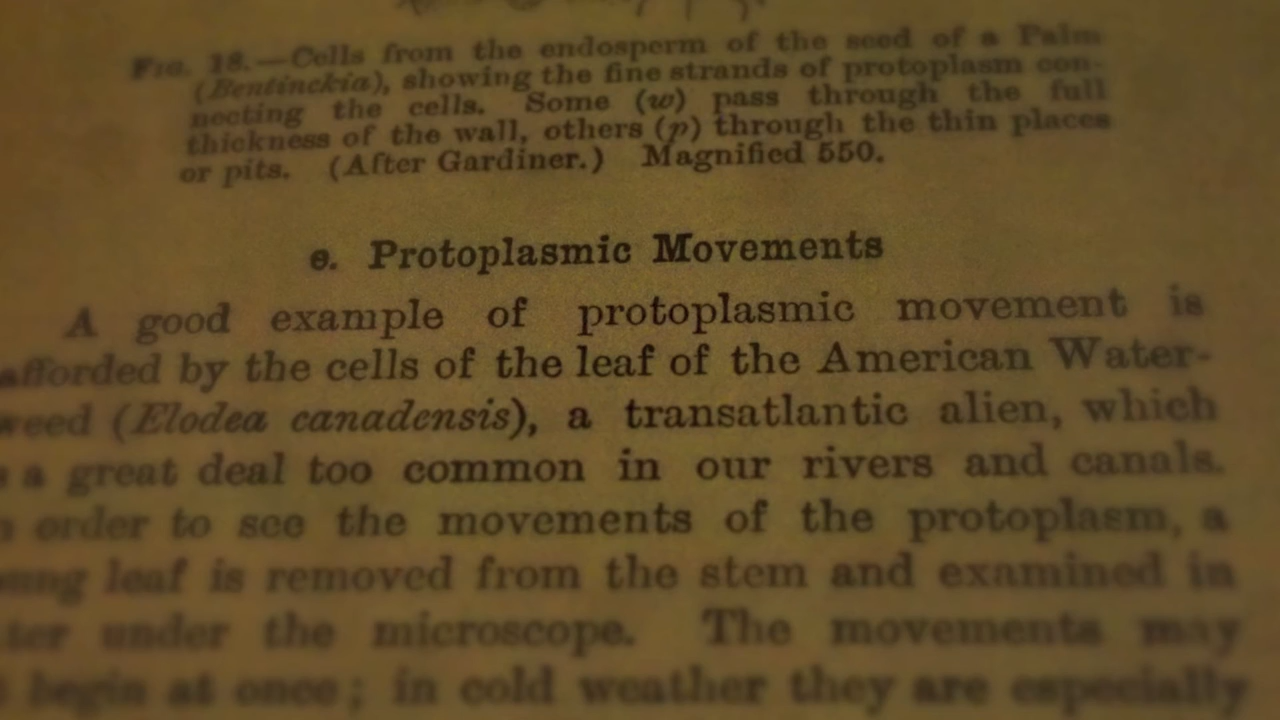 FIG. 18.—Cells from the endosperm of the seed of a Palm
(Bentinckia), showing the fine strands of protoplasm con-
necting the cells. Some (w) pass through the full
thickness of the wall, others (p) through the thin places
or pits. (After Gardiner.) Magnified 550.
e. Protoplasmic Movements
A good example of protoplasmic movement is
afforded by the cells of the leaf of the American Water-
weed (Elodea canadensis), a transatlantic alien, which
a great deal too common in our rivers and canals.
order to see the movements of the protoplasm, a
leaf is removed from the stem and examined in
under the microscope. The movements may
begin at once; in cold weather they are especially